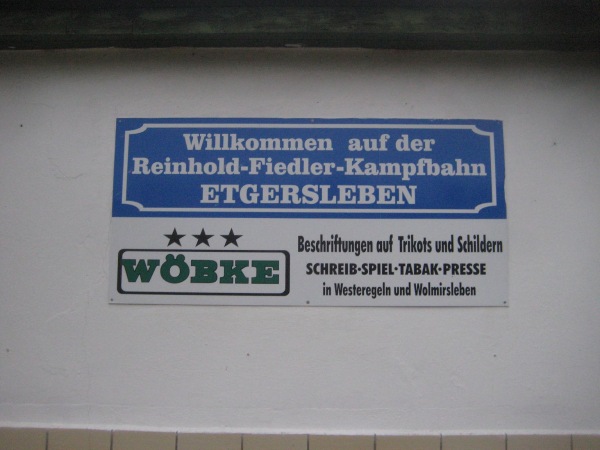 Willkommen auf der
Reinhold-Fiedler-Kampfbahn
ETGERSLEBEN
★★★
WÖBKE
Beschriftungen auf Trikots und Schildern
SCHREIB·SPIEL·TABAK·PRESSE
in Westeregeln und Wolmirsleben